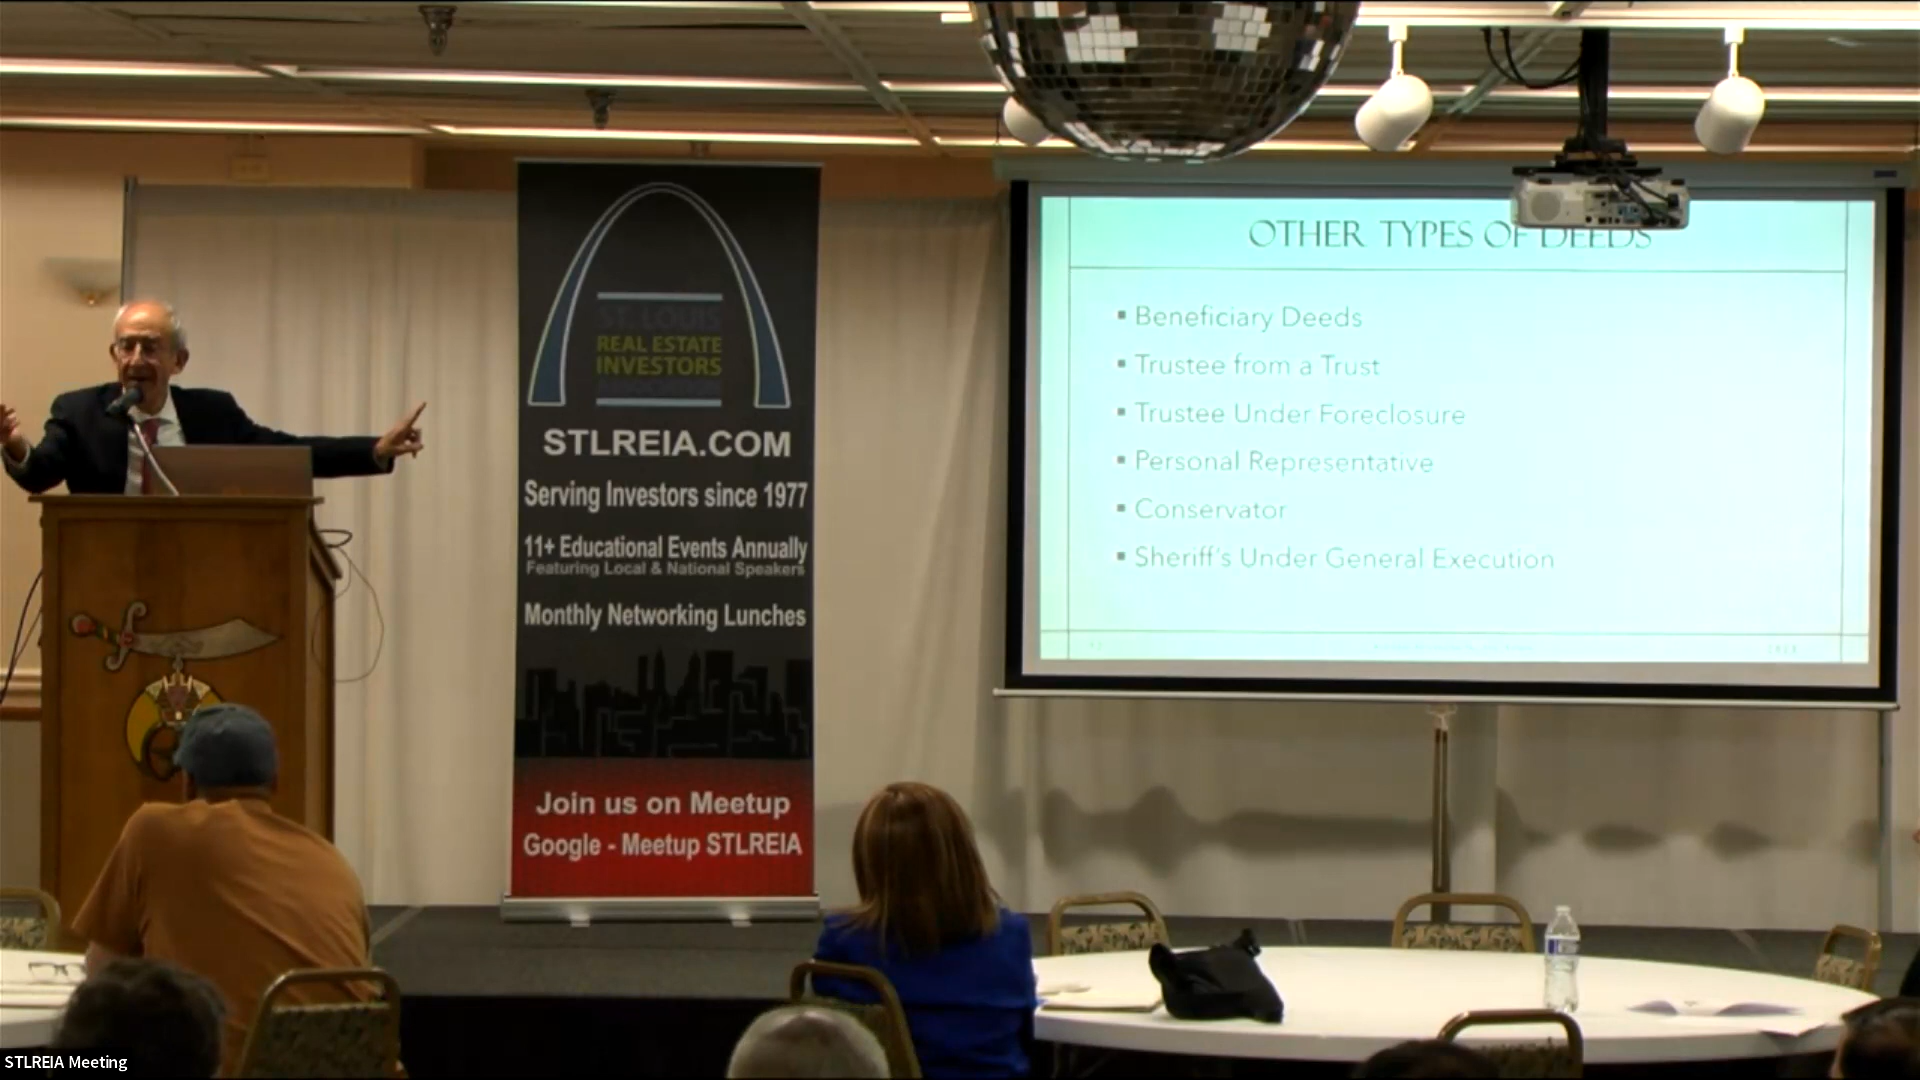 ST. LOUIS
REAL ESTATE
INVESTORS
STLREIA.COM
Serving Investors since 1977
11+ Educational Events Annually
Featuring Local & National Speakers
Monthly Networking Lunches
Join us on Meetup
Google - Meetup STLREIA
OTHER TYPES OF DEEDS
▪ Beneficiary Deeds
▪ Trustee from a Trust
▪ Trustee Under Foreclosure
▪ Personal Representative
▪ Conservator
▪ Sheriff's Under General Execution
STLREIA Meeting